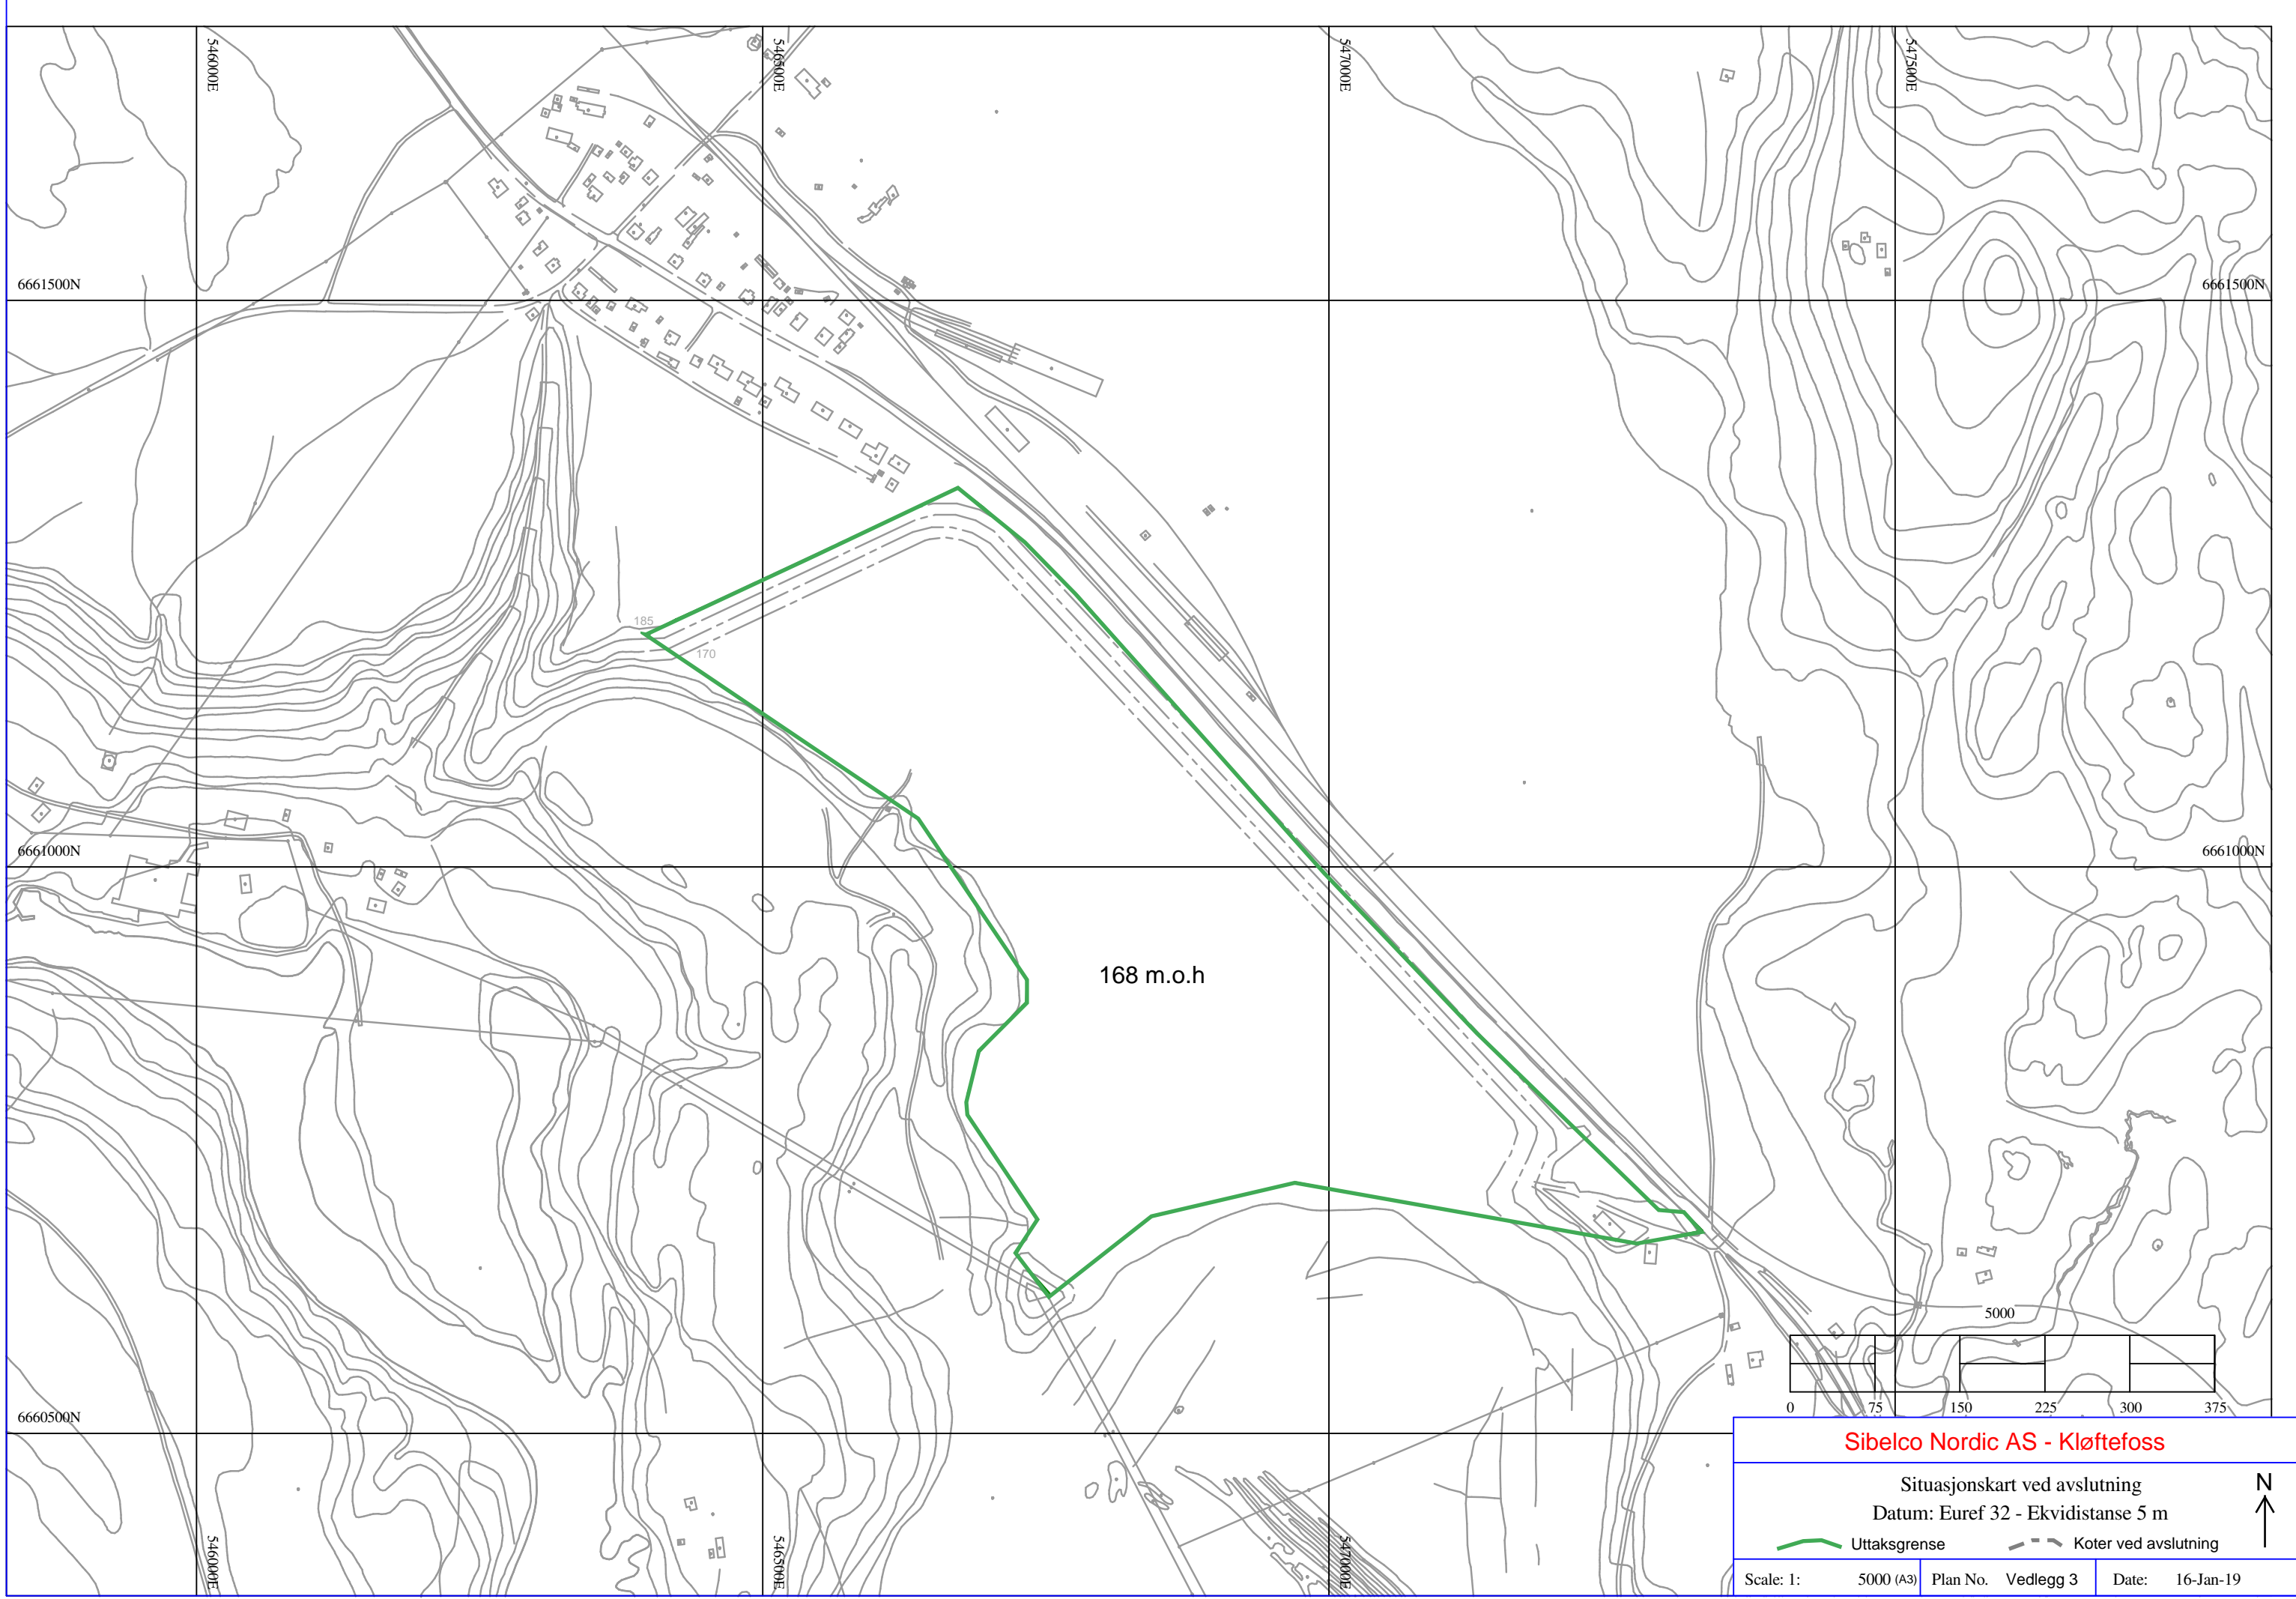 546000E
546500E
547000E
547500E
6661500N
6661500N
185
170
6661000N
6661000N
168 m.o.h
5000
0 75 150 225 300 375
6660500N
546000E
546500E
547000E
Sibelco Nordic AS - Kløftefoss
Situasjonskart ved avslutning
N
Datum: Euref 32 - Ekvidistanse 5 m
Uttaksgrense
Koter ved avslutning
Scale: 1: 5000 (A3)
Plan No. Vedlegg 3
Date: 16-Jan-19